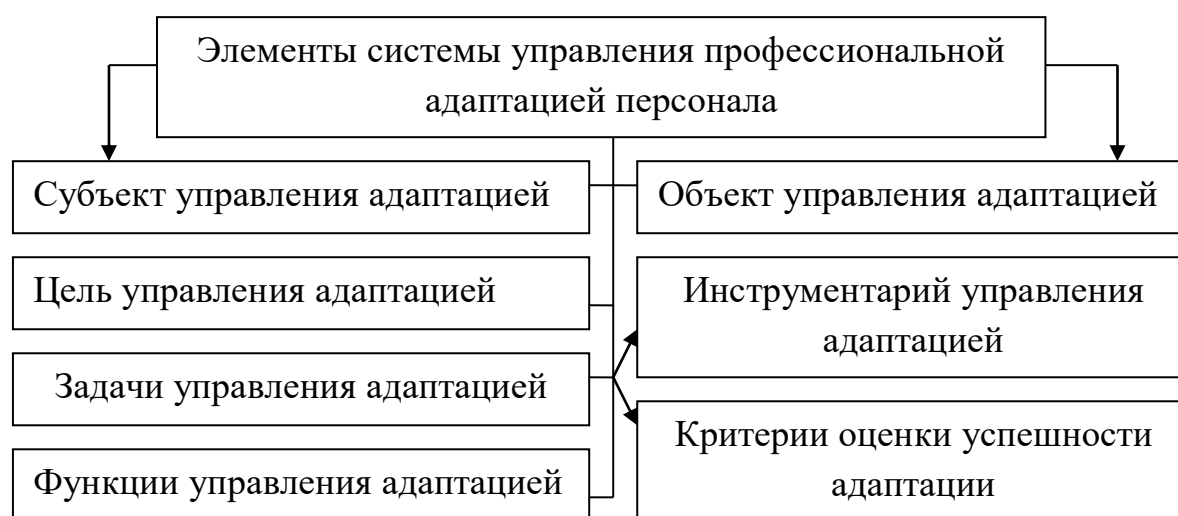 Элементы системы управления профессиональной
адаптацией персонала
Субъект управления адаптацией
Объект управления адаптацией
Цель управления адаптацией
Инструментарий управления
адаптацией
Задачи управления адаптацией
Критерии оценки успешности
адаптации
Функции управления адаптацией